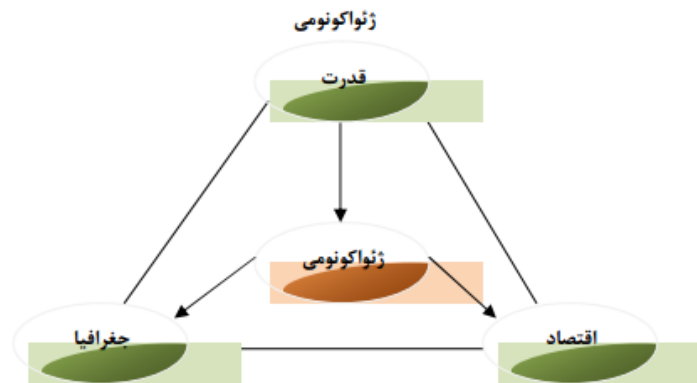 ژئواکونومی
قدرت
ژئواکونومی
جغرافیا
اقتصاد